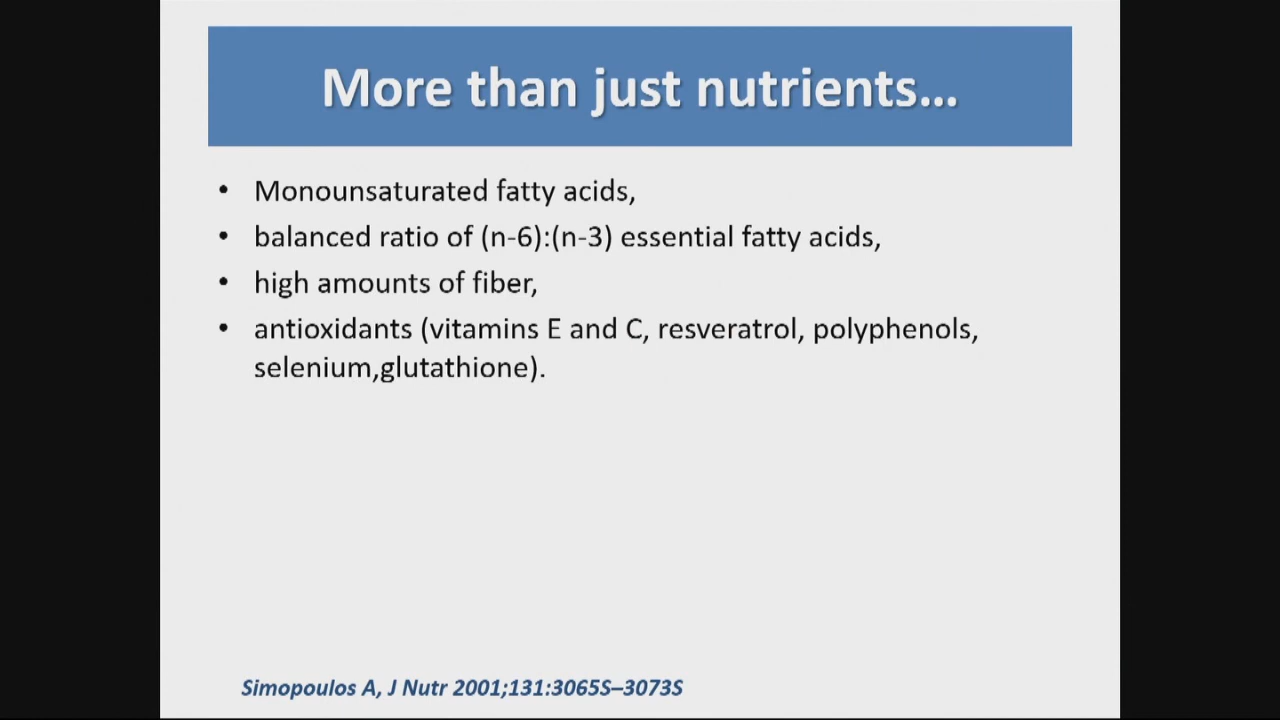 More than just nutrients...
• Monounsaturated fatty acids,
• balanced ratio of (n-6):(n-3) essential fatty acids,
• high amounts of fiber,
• antioxidants (vitamins E and C, resveratrol, polyphenols,
selenium,glutathione).
Simopoulos A, J Nutr 2001;131:3065S–3073S